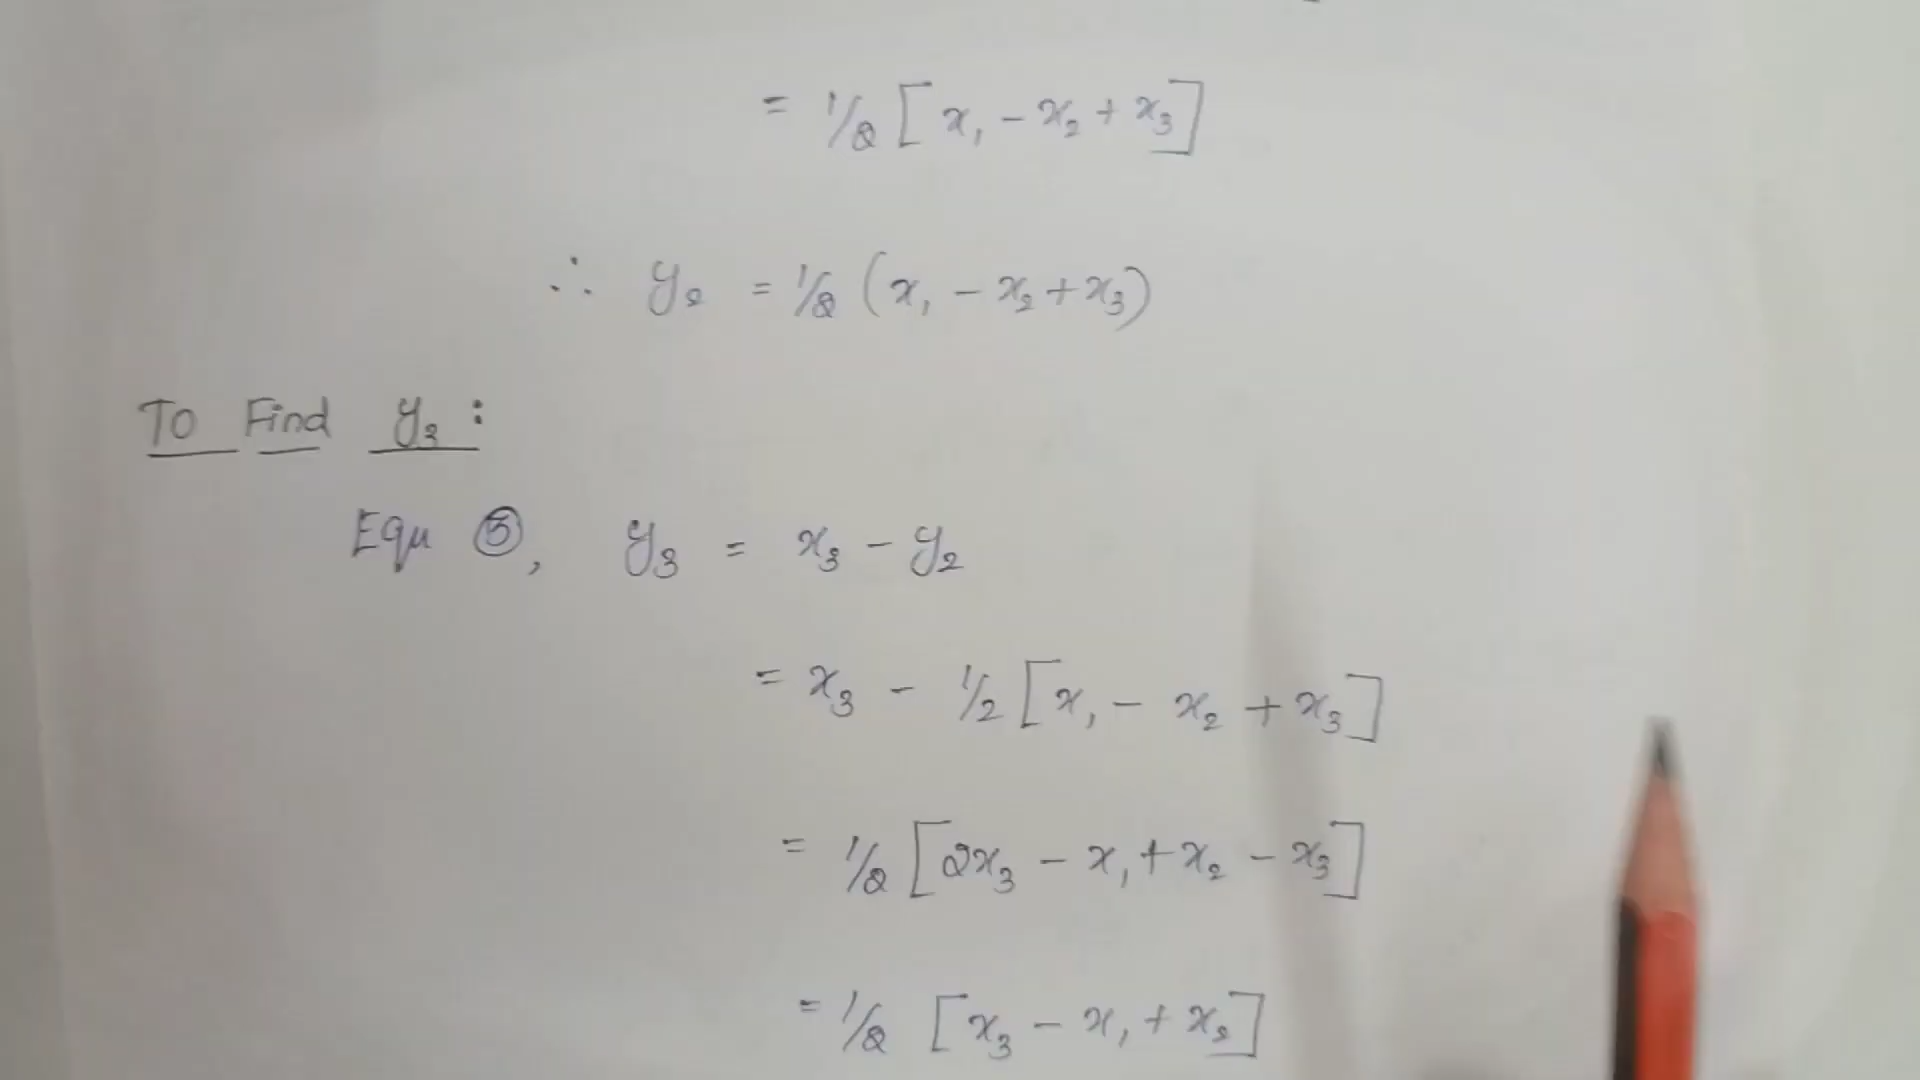 = 1/2 [x₁ - x₂ + x₃]
∴ y₂ = 1/2 (x₁ - x₂ + x₃)
To Find y₃ :
Equ ⑤, y₃ = x₃ - y₂
= x₃ - 1/2 [x₁ - x₂ + x₃]
= 1/2 [2x₃ - x₁ + x₂ - x₃]
= 1/2 [x₃ - x₁ + x₂]